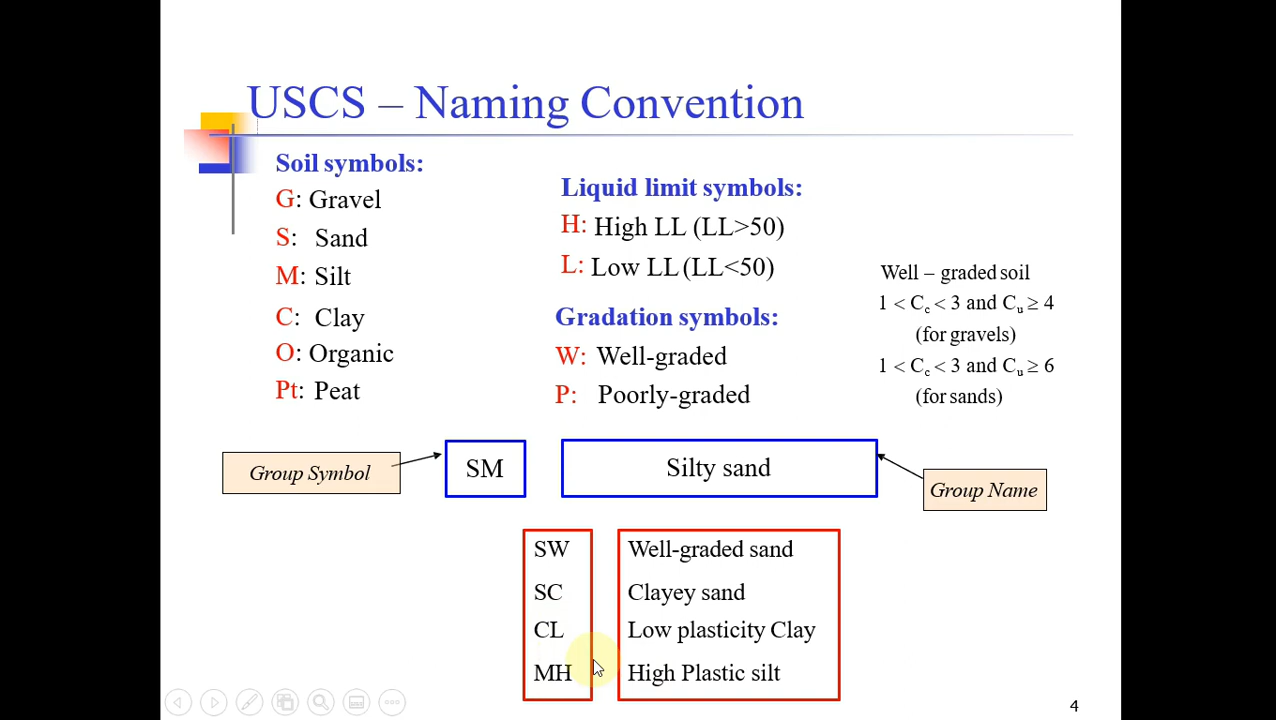 USCS – Naming Convention
Soil symbols:
G: Gravel
S: Sand
M: Silt
C: Clay
O: Organic
Pt: Peat
Liquid limit symbols:
H: High LL (LL>50)
L: Low LL (LL<50)
Gradation symbols:
W: Well-graded
P: Poorly-graded
Well – graded soil
1 < Cc < 3 and Cu ≥ 4
(for gravels)
1 < Cc < 3 and Cu ≥ 6
(for sands)
Group Symbol
SM
Silty sand
Group Name
SW Well-graded sand
SC Clayey sand
CL Low plasticity Clay
MH High Plastic silt
4